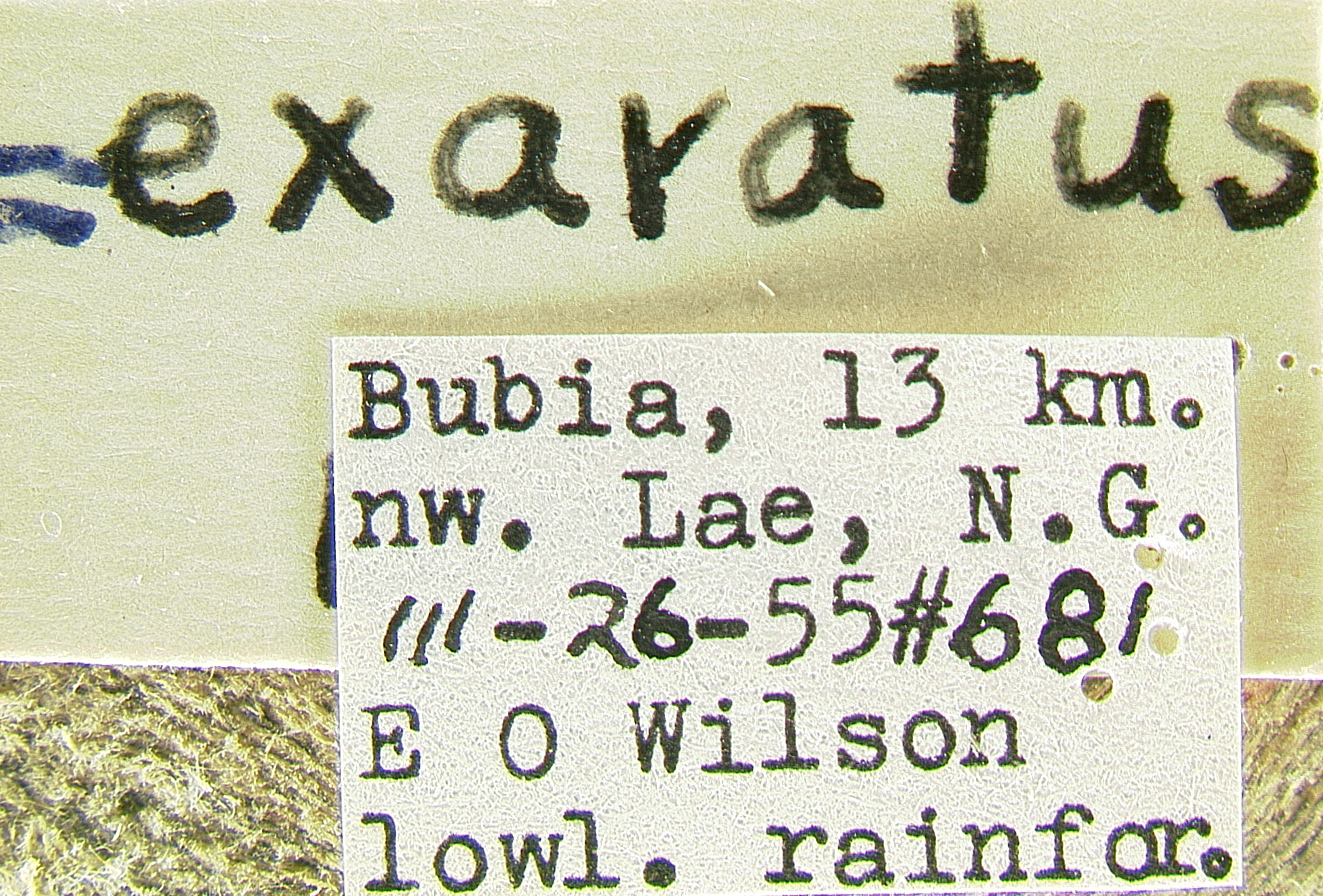 exaratus
Bubia, 13 km.
nw. Lae, N.G.
III-26-55#681
E O Wilson
lowl. rainfor.